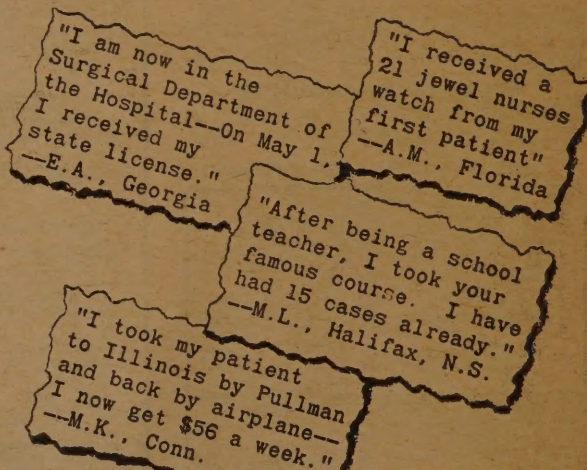 "I am now in the
Surgical Department of
the Hospital--On May 1,
I received my
state license."
--E.A., Georgia
"I received a
21 jewel nurses
watch from my
first patient"
--A.M., Florida
"After being a school
teacher, I took your
famous course. I have
had 15 cases already."
--M.L., Halifax, N.S.
"I took my patient
to Illinois by Pullman
and back by airplane--
I now get $56 a week."
--M.K., Conn.